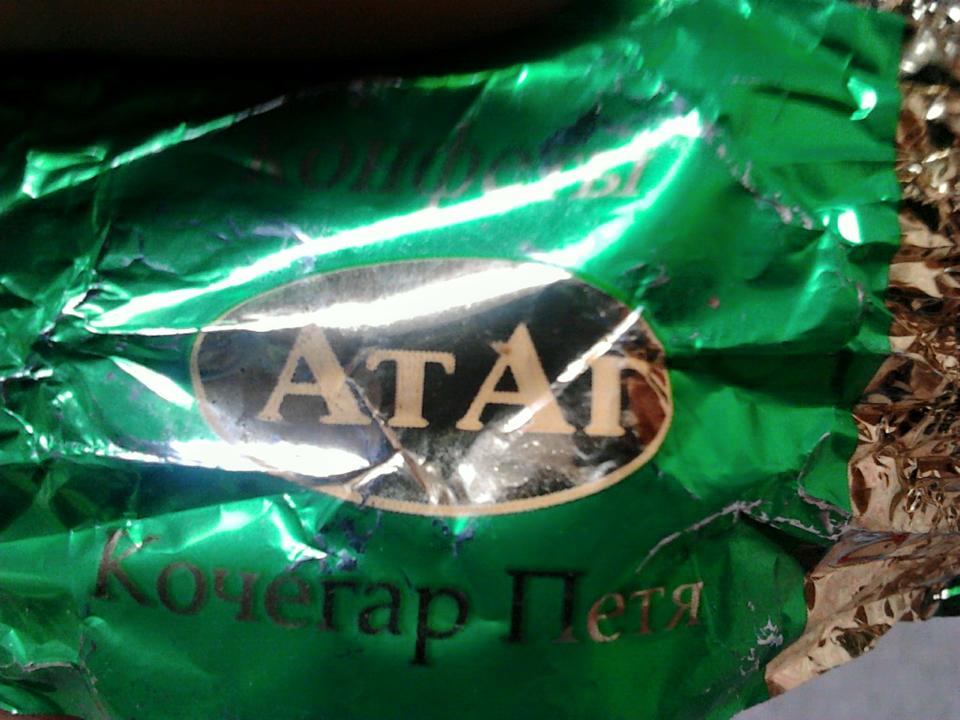 Конфеты
АтАг
Кочегар Петя